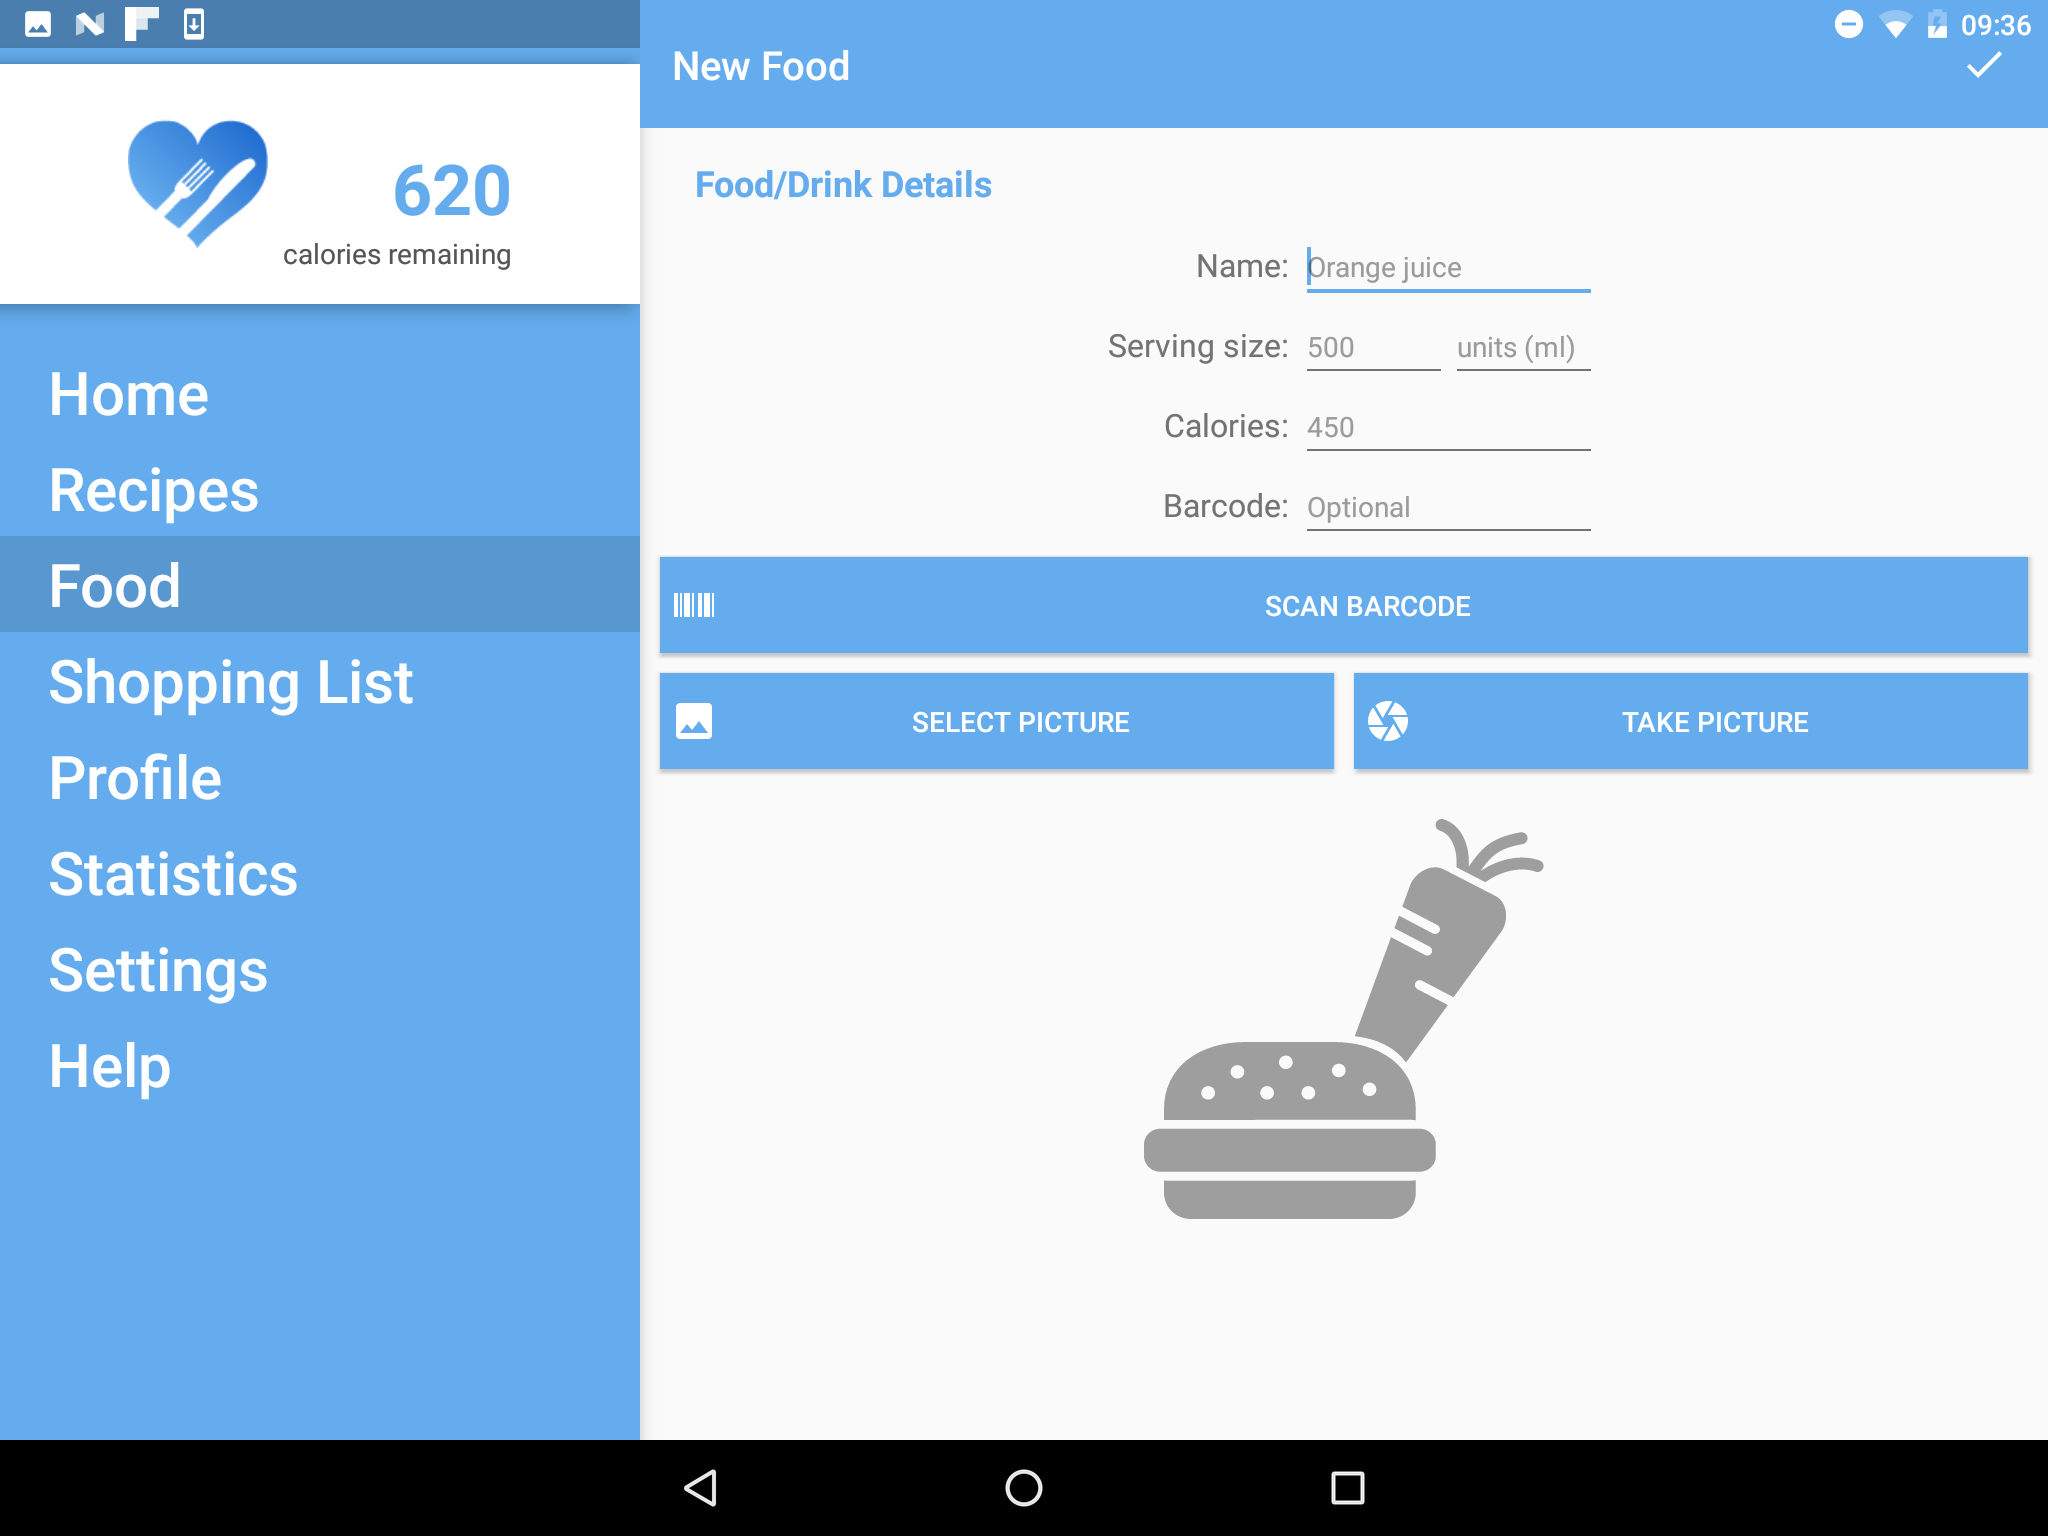 09:36
620
calories remaining
Home
Recipes
Food
Shopping List
Profile
Statistics
Settings
Help
New Food
Food/Drink Details
Name: Orange juice
Serving size: 500 units (ml)
Calories: 450
Barcode: Optional
SCAN BARCODE
SELECT PICTURE
TAKE PICTURE